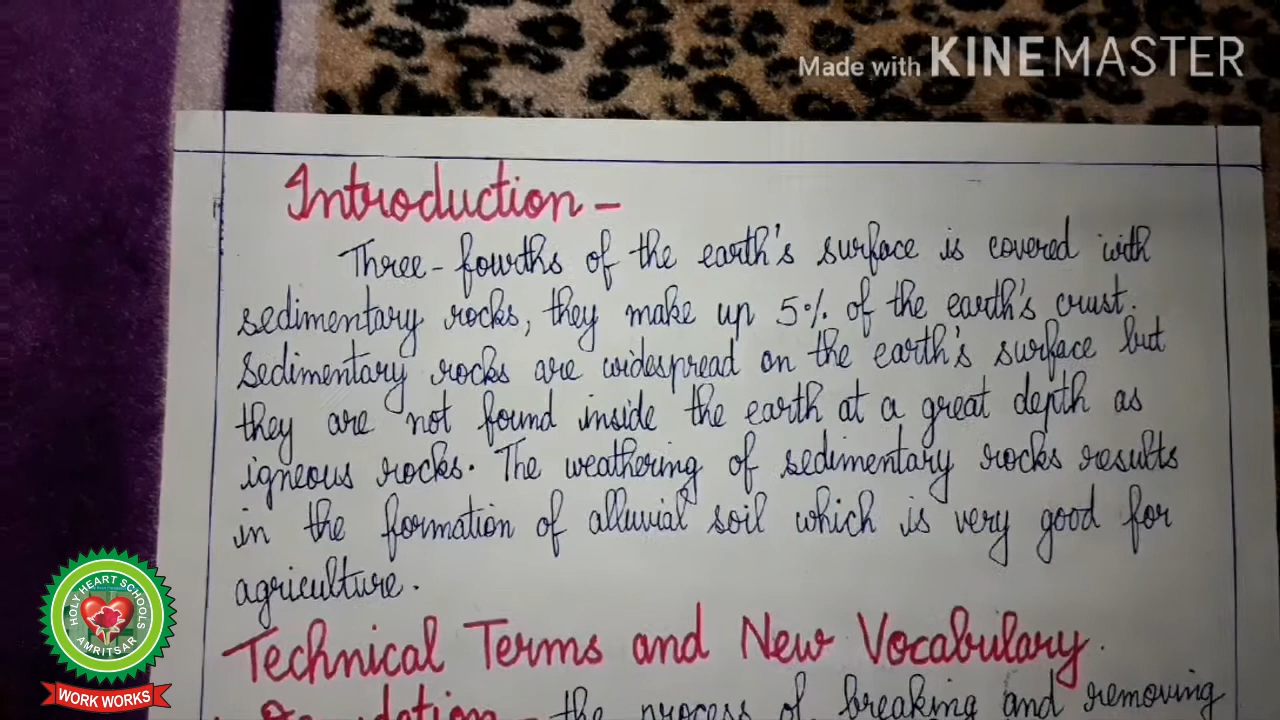 Made with KINEMASTER
Introduction -
Three-fourths of the earth's surface is covered with
sedimentary rocks, they make up 5% of the earth's crust.
Sedimentary rocks are widespread on the earth's surface but
they are not found inside the earth at a great depth as
igneous rocks. The weathering of sedimentary rocks results
in the formation of alluvial soil which is very good for
agriculture.
Technical Terms and New Vocabulary.
the process of breaking and removing
HOLY HEART SCHOOLS
AMRITSAR
WORK WORKS